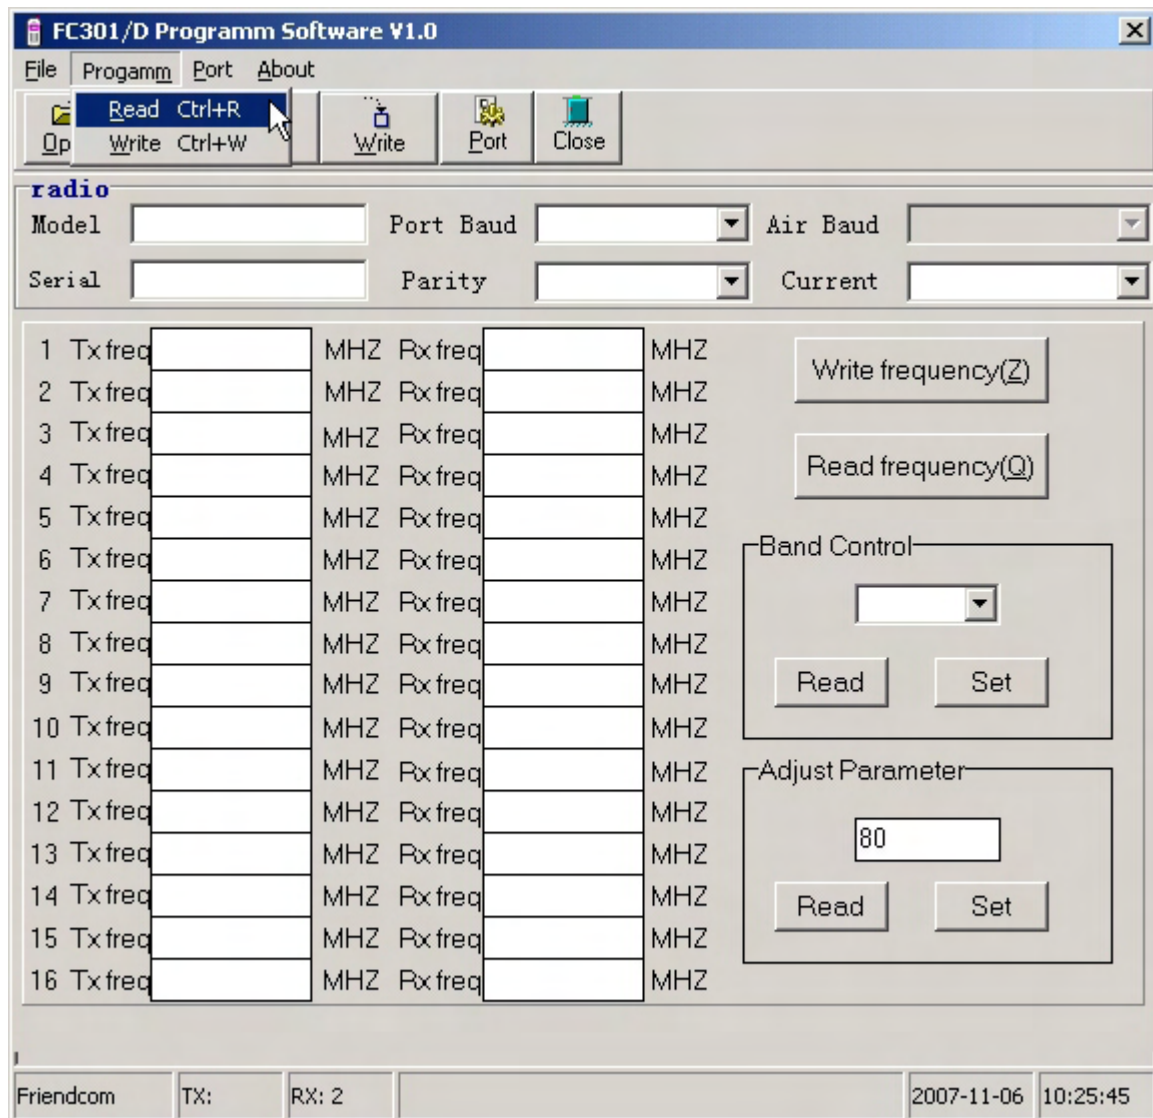 FC301/D Programm Software V1.0
File Progamm Port About
Read Ctrl+R
Write Ctrl+W
Op Write Port Close
radio
Model Port Baud Air Baud
Serial Parity Current
1 Tx freq MHZ Rx freq MHZ
2 Tx freq MHZ Rx freq MHZ
3 Tx freq MHZ Rx freq MHZ
4 Tx freq MHZ Rx freq MHZ
5 Tx freq MHZ Rx freq MHZ
6 Tx freq MHZ Rx freq MHZ
7 Tx freq MHZ Rx freq MHZ
8 Tx freq MHZ Rx freq MHZ
9 Tx freq MHZ Rx freq MHZ
10 Tx freq MHZ Rx freq MHZ
11 Tx freq MHZ Rx freq MHZ
12 Tx freq MHZ Rx freq MHZ
13 Tx freq MHZ Rx freq MHZ
14 Tx freq MHZ Rx freq MHZ
15 Tx freq MHZ Rx freq MHZ
16 Tx freq MHZ Rx freq MHZ
Write frequency(Z)
Read frequency(Q)
Band Control
Read Set
Adjust Parameter
80
Read Set
Friendcom TX: RX: 2 2007-11-06 10:25:45